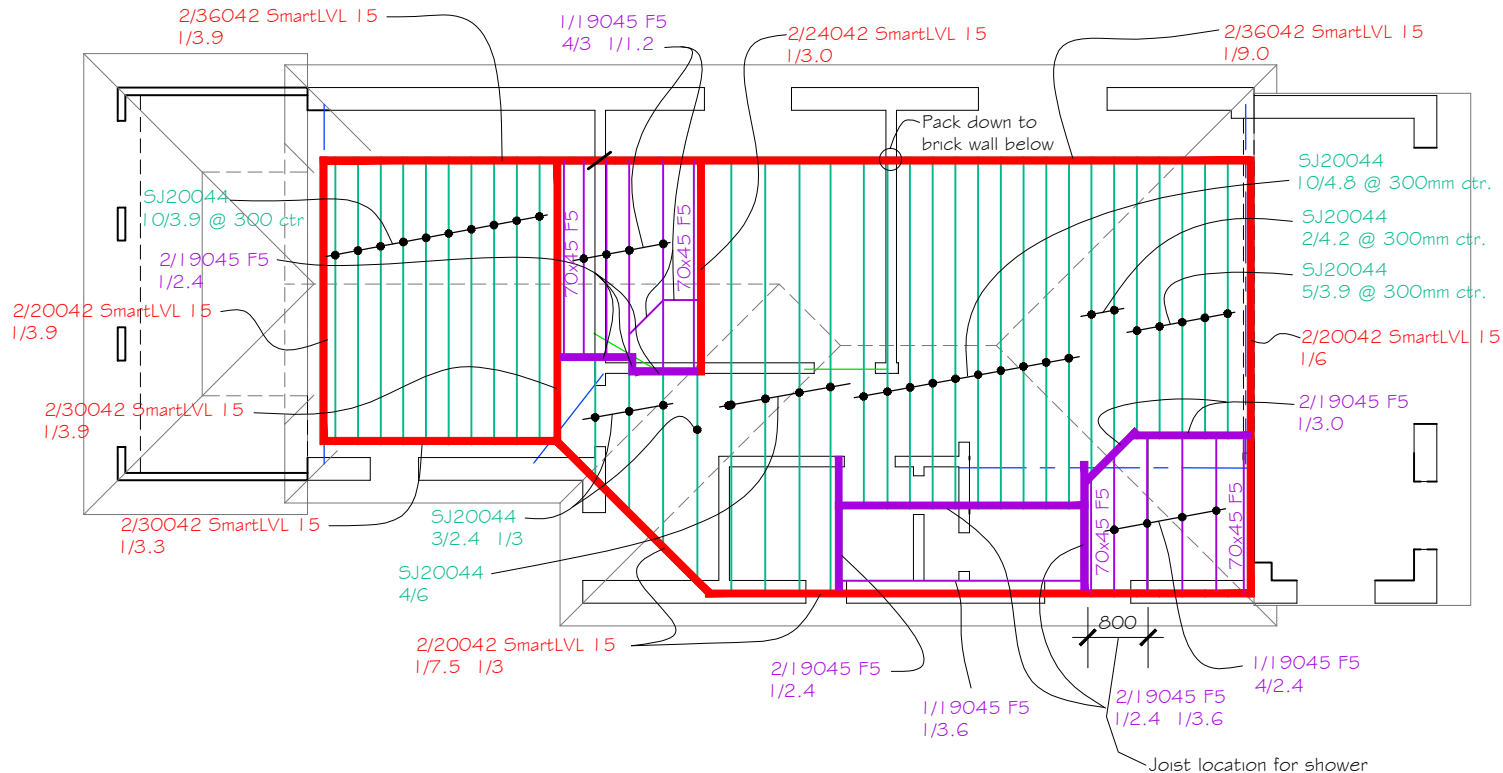 2/36042 SmartLVL 15
1/3.9
1/19045 F5
4/3 1/1.2
2/24042 SmartLVL 15
1/3.0
2/36042 SmartLVL 15
1/9.0
Pack down to
brick wall below
SJ20044
10/3.9 @ 300 ctr
70x45 F5
70x45 F5
SJ20044
10/4.8 @ 300mm ctr.
SJ20044
2/4.2 @ 300mm ctr.
SJ20044
5/3.9 @ 300mm ctr.
2/19045 F5
1/2.4
2/20042 SmartLVL 15
1/3.9
2/20042 SmartLVL 15
1/6
2/30042 SmartLVL 15
1/3.9
2/19045 F5
1/3.0
2/30042 SmartLVL 15
1/3.3
SJ20044
3/2.4 1/3
70x45 F5
70x45 F5
SJ20044
4/6
800
2/20042 SmartLVL 15
1/7.5 1/3
2/19045 F5
1/2.4
1/19045 F5
4/2.4
1/19045 F5
1/3.6
2/19045 F5
1/2.4 1/3.6
Joist location for shower